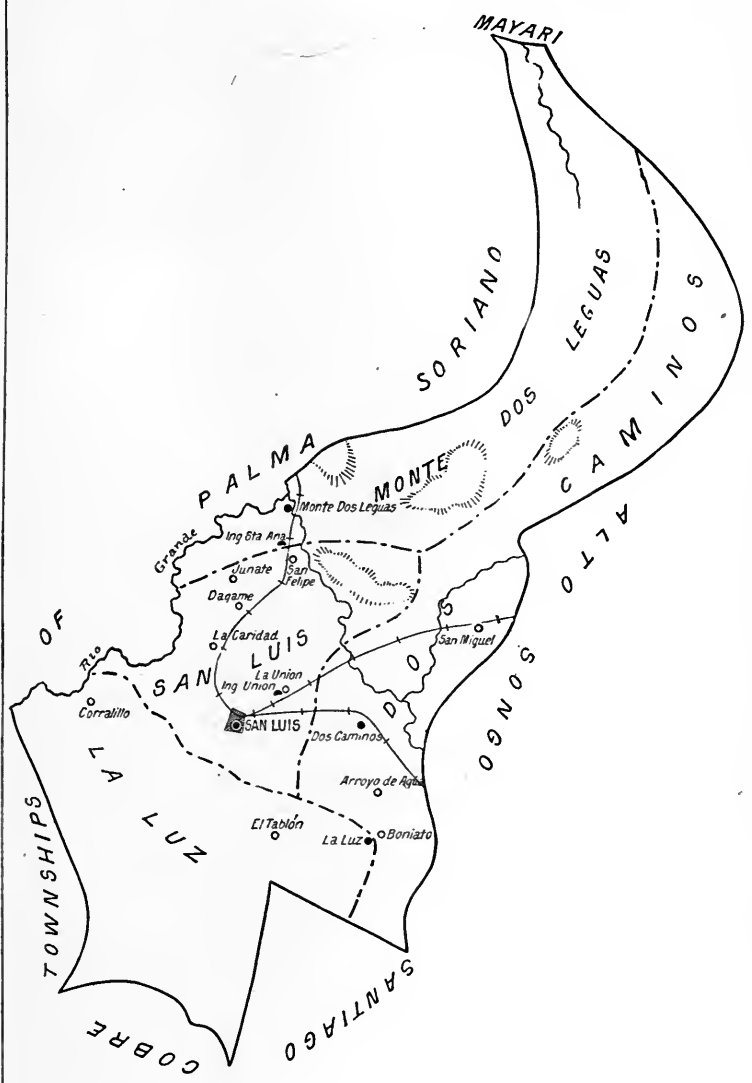 MAYARI
PALMA SORIANO
MONTE DOS LEGUAS
DOS CAMINOS
ALTO SONGO
Monte Dos Leguas
Ing Sta Ana
Rio Grande
Junate
San Felipe
Dagame
La Caridad
SAN LUIS
La Union
Ing Union
San Miguel
SAN LUIS
Dos Caminos
Corralillo
LA LUZ
Arroyo de Agua
El Tablón
La Luz
Boniato
TOWNSHIPS OF
COBRE
SANTIAGO